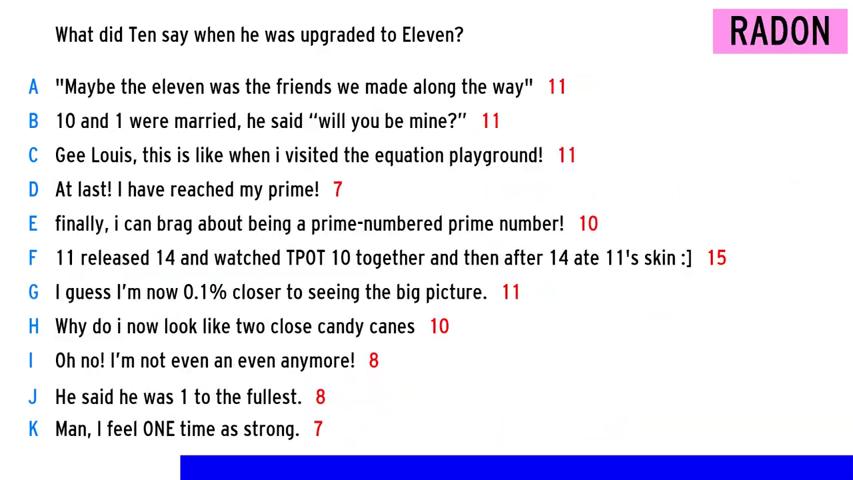 RADON
What did Ten say when he was upgraded to Eleven?
A "Maybe the eleven was the friends we made along the way" 11
B 10 and 1 were married, he said “will you be mine?” 11
C Gee Louis, this is like when i visited the equation playground! 11
D At last! I have reached my prime! 7
E finally, i can brag about being a prime-numbered prime number! 10
F 11 released 14 and watched TPOT 10 together and then after 14 ate 11's skin :] 15
G I guess I’m now 0.1% closer to seeing the big picture. 11
H Why do i now look like two close candy canes 10
I Oh no! I’m not even an even anymore! 8
J He said he was 1 to the fullest. 8
K Man, I feel ONE time as strong. 7